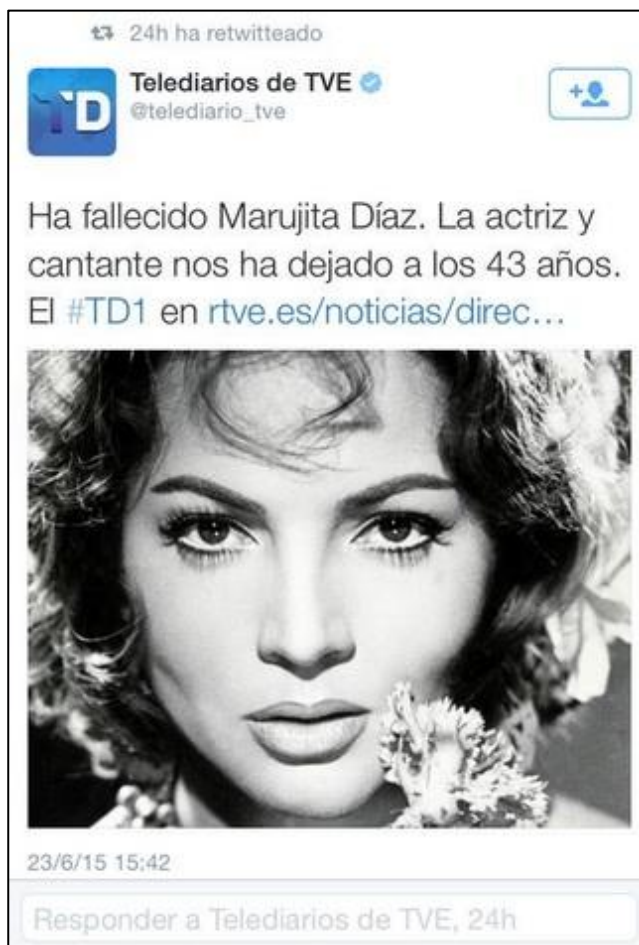 24h ha retwitteado
TD
Telediarios de TVE
@telediario_tve
Ha fallecido Marujita Díaz. La actriz y
cantante nos ha dejado a los 43 años.
El #TD1 en rtve.es/noticias/direc...
23/6/15 15:42
Responder a Telediarios de TVE, 24h